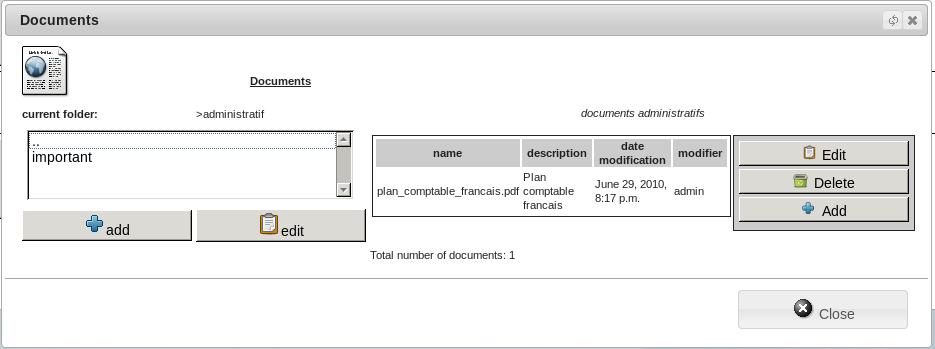 Documents
Documents
current folder: >administratif documents administratifs
..
important
add edit
name description date modification modifier
plan_comptable_francais.pdf Plan comptable francais June 29, 2010, 8:17 p.m. admin
Edit
Delete
Add
Total number of documents: 1
Close